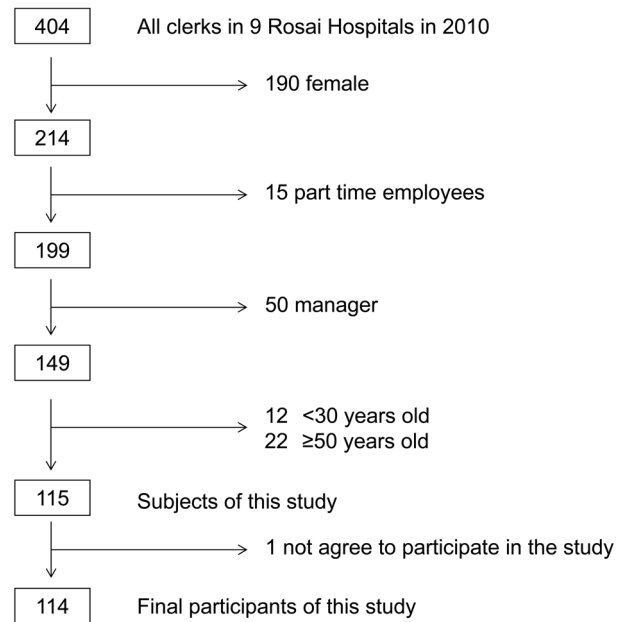 404 All clerks in 9 Rosai Hospitals in 2010
190 female
214
15 part time employees
199
50 manager
149
12 <30 years old
22 ≥50 years old
115 Subjects of this study
1 not agree to participate in the study
114 Final participants of this study